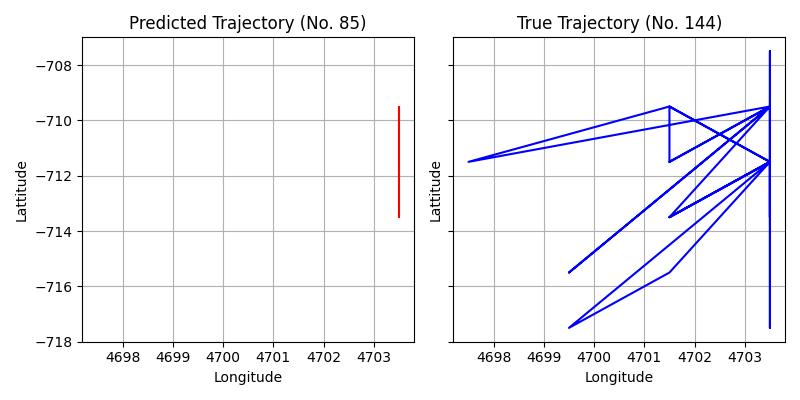 Predicted Trajectory (No. 85)
True Trajectory (No. 144)
Lattitude
−708
−710
−712
−714
−716
−718
4698 4699 4700 4701 4702 4703
Longitude
Lattitude
4698 4699 4700 4701 4702 4703
Longitude